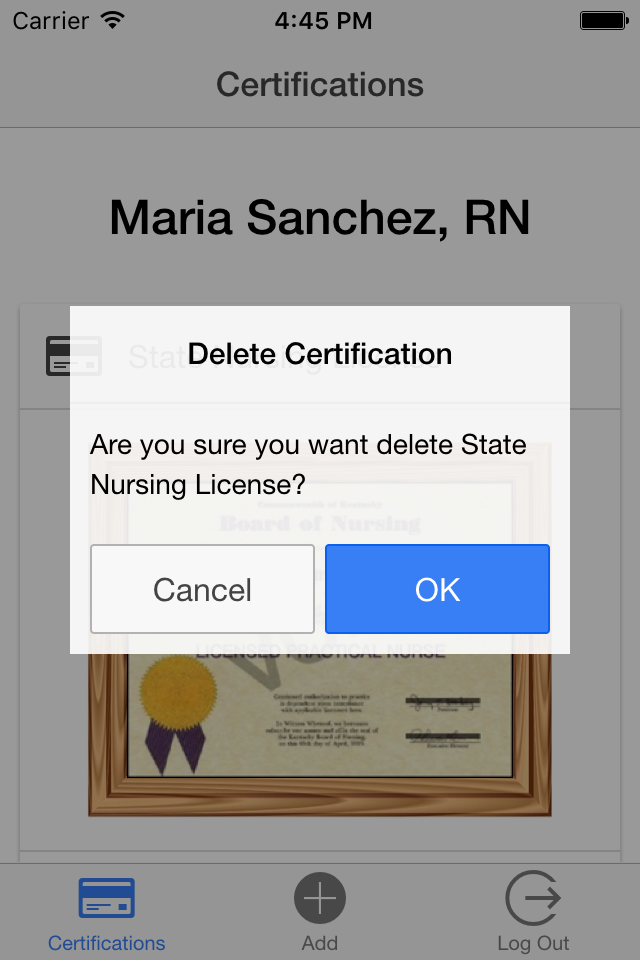 Carrier 4:45 PM
Certifications
Maria Sanchez, RN
State Nursing License
Delete Certification
Are you sure you want delete State
Nursing License?
Board of Nursing
Cancel OK
LICENSED PRACTICAL NURSE
Certifications Add Log Out